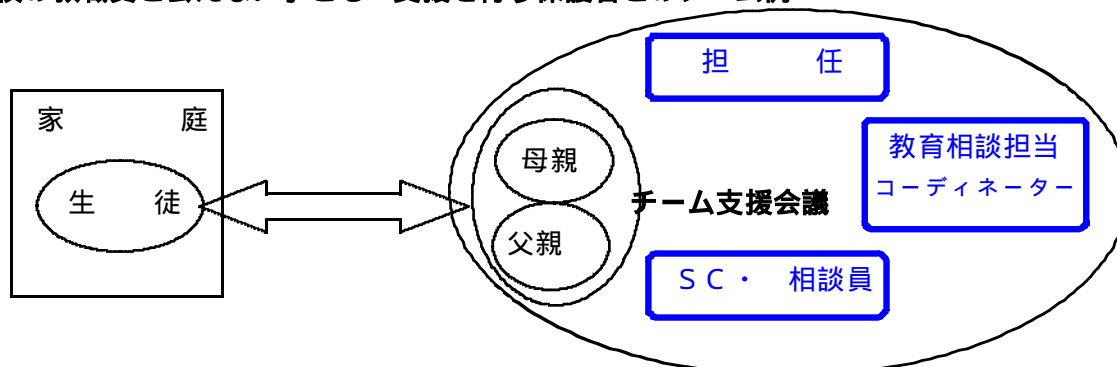 家　　庭
生　徒
母親
父親
チーム支援会議
担　　任
教育相談担当
コーディネーター
ＳＣ・　相談員